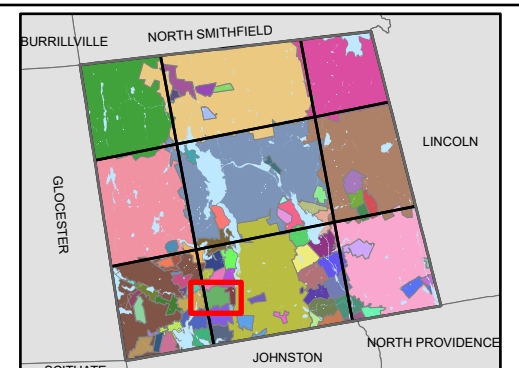 NORTH SMITHFIELD
BURRILLVILLE
LINCOLN
GLOCESTER
NORTH PROVIDENCE
JOHNSTON